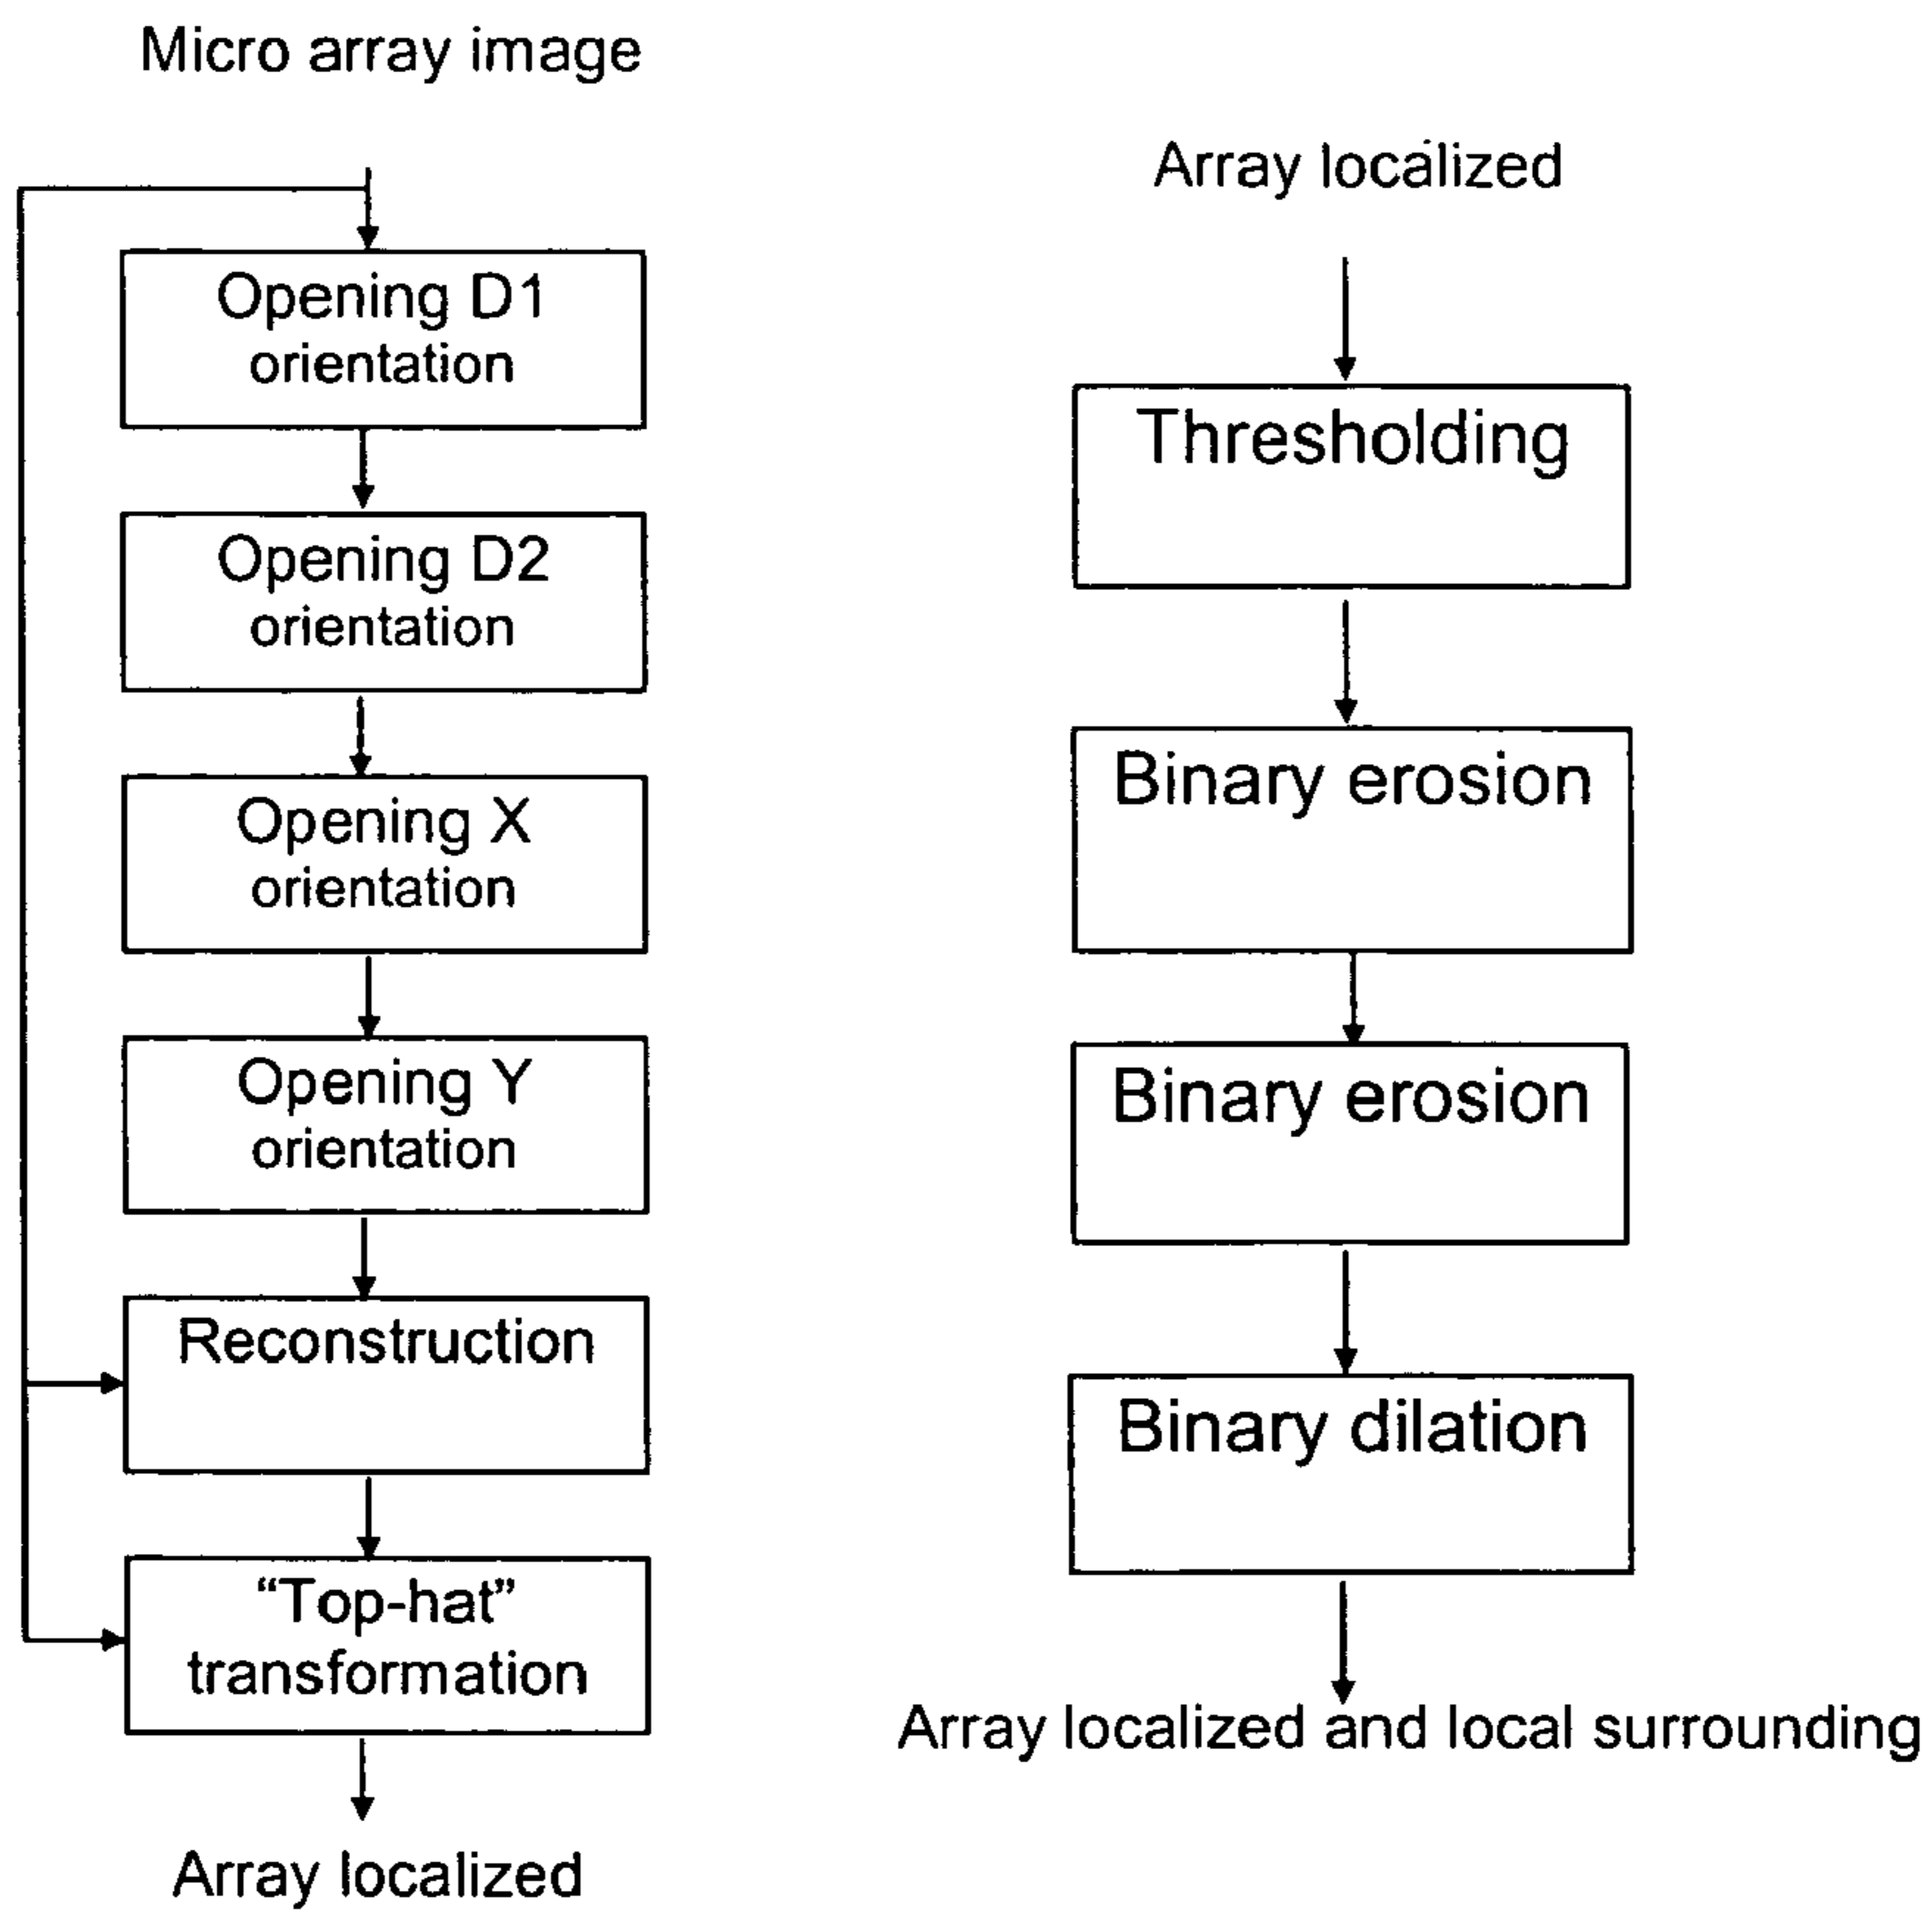 Micro array image
Opening D1
orientation
Opening D2
orientation
Opening X
orientation
Opening Y
orientation
Reconstruction
“Top-hat”
transformation
Array localized
Array localized
Thresholding
Binary erosion
Binary erosion
Binary dilation
Array localized and local surrounding